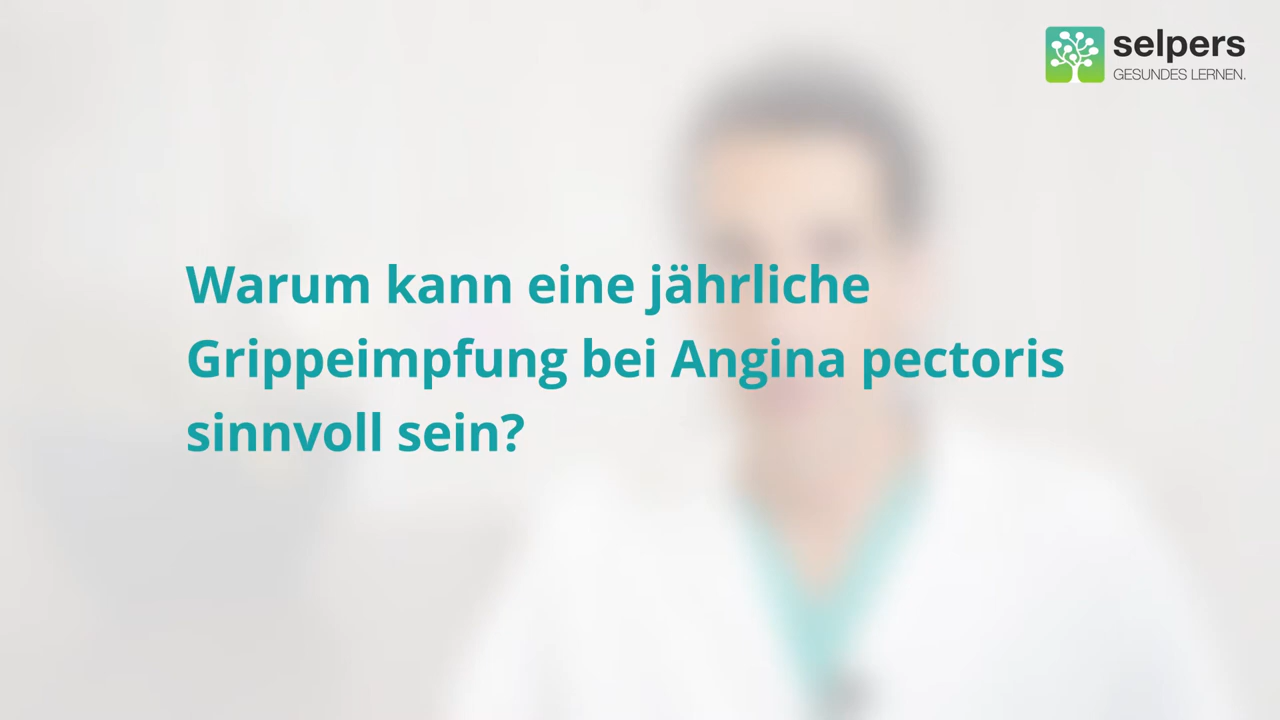 selpers
GESUNDES LERNEN.
Warum kann eine jährliche
Grippeimpfung bei Angina pectoris
sinnvoll sein?